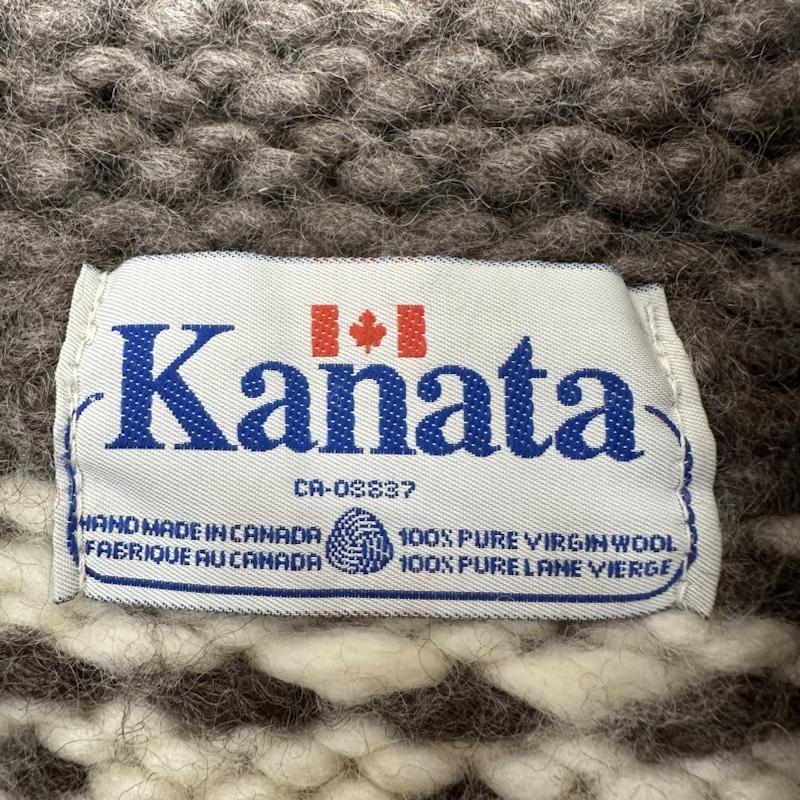 Kanata
CA-03837
HAND MADE IN CANADA
FABRIQUE AU CANADA
100% PURE VIRGIN WOOL
100% PURE LANE VIERGE